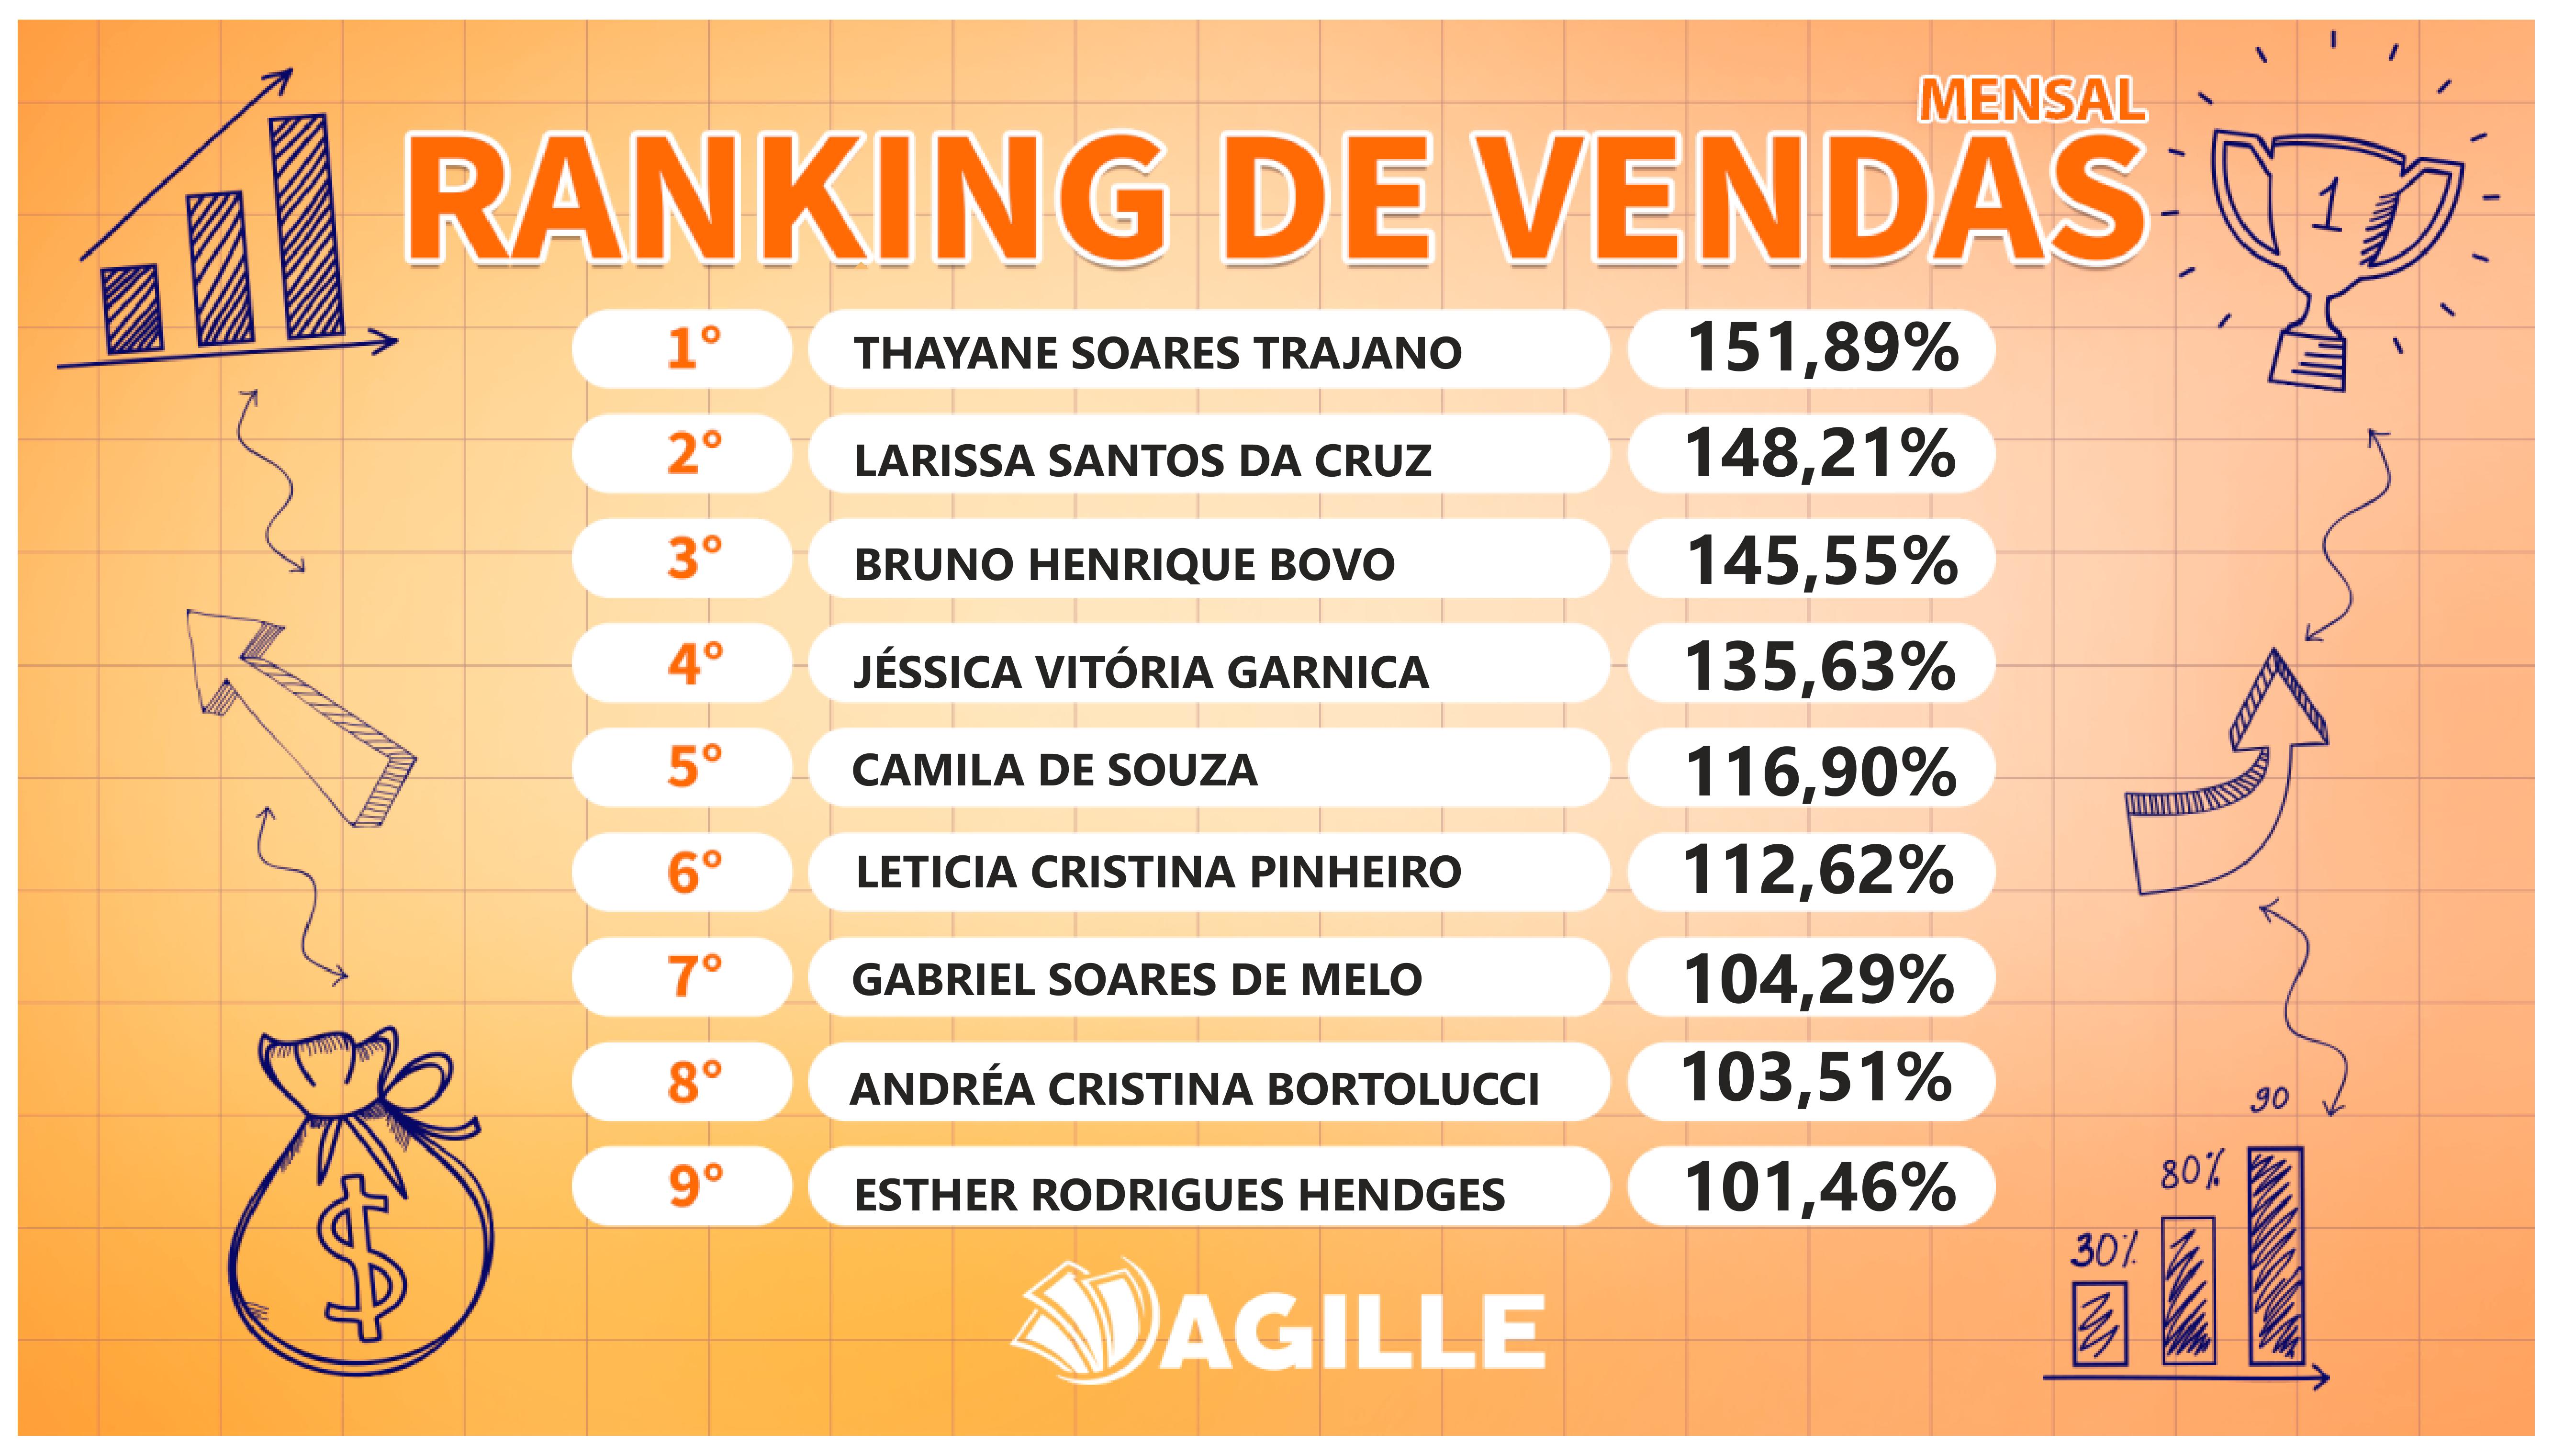 MENSAL
RANKING DE VENDAS
1
1° THAYANE SOARES TRAJANO 151,89%
2° LARISSA SANTOS DA CRUZ 148,21%
3° BRUNO HENRIQUE BOVO 145,55%
4° JÉSSICA VITÓRIA GARNICA 135,63%
5° CAMILA DE SOUZA 116,90%
6° LETICIA CRISTINA PINHEIRO 112,62%
7° GABRIEL SOARES DE MELO 104,29%
8° ANDRÉA CRISTINA BORTOLUCCI 103,51%
9° ESTHER RODRIGUES HENDGES 101,46%
$
30%
80%
90
AGILLE